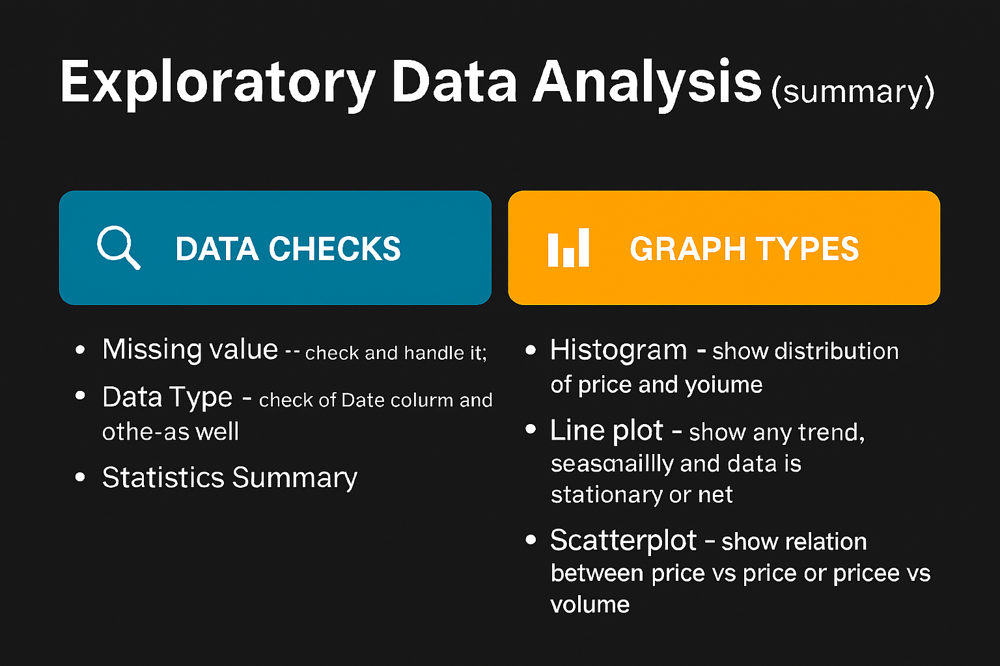 Exploratory Data Analysis (summary)
DATA CHECKS
• Missing value -- check and handle it;
• Data Type - check of Date colurm and
othe-as well
• Statistics Summary
GRAPH TYPES
• Histogram - show distribution
of price and yoiume
• Line plot - show any trend,
seasonaillly and data is
stationary or net
• Scatterplot - show relation
between price vs price or pricee vs
volume